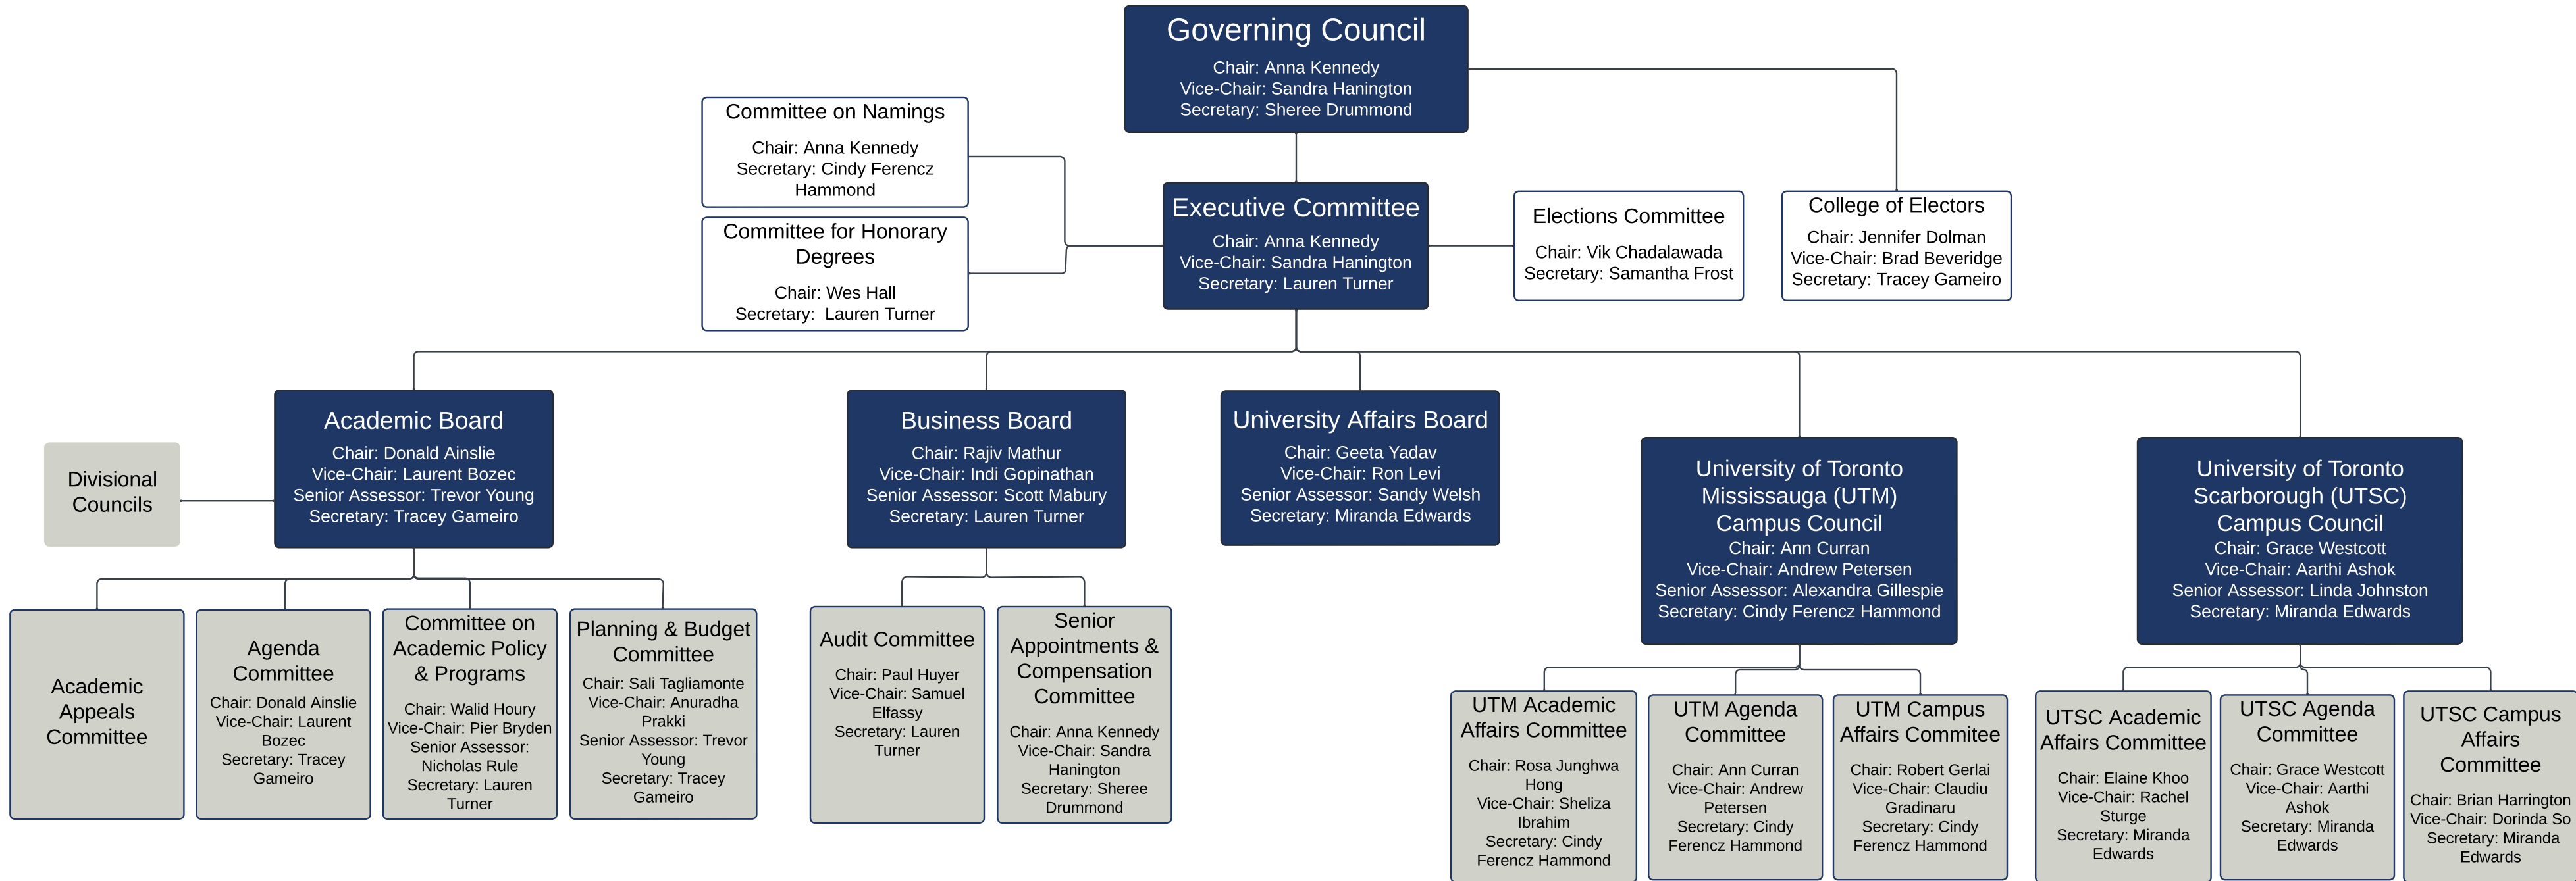 Governing Council
Chair: Anna Kennedy
Vice-Chair: Sandra Hanington
Secretary: Sheree Drummond
Committee on Namings
Chair: Anna Kennedy
Secretary: Cindy Ferencz
Hammond
Committee for Honorary
Degrees
Chair: Wes Hall
Secretary:  Lauren Turner
Executive Committee
Chair: Anna Kennedy
Vice-Chair: Sandra Hanington
Secretary: Lauren Turner
Elections Committee
Chair: Vik Chadalawada
Secretary: Samantha Frost
College of Electors
Chair: Jennifer Dolman
Vice-Chair: Brad Beveridge
Secretary: Tracey Gameiro
Divisional
Councils
Academic Board
Chair: Donald Ainslie
Vice-Chair: Laurent Bozec
Senior Assessor: Trevor Young
Secretary: Tracey Gameiro
Business Board
Chair: Rajiv Mathur
Vice-Chair: Indi Gopinathan
Senior Assessor: Scott Mabury
Secretary: Lauren Turner
University Affairs Board
Chair: Geeta Yadav
Vice-Chair: Ron Levi
Senior Assessor: Sandy Welsh
Secretary: Miranda Edwards
University of Toronto
Mississauga (UTM)
Campus Council
Chair: Ann Curran
Vice-Chair: Andrew Petersen
Senior Assessor: Alexandra Gillespie
Secretary: Cindy Ferencz Hammond
University of Toronto
Scarborough (UTSC)
Campus Council
Chair: Grace Westcott
Vice-Chair: Aarthi Ashok
Senior Assessor: Linda Johnston
Secretary: Miranda Edwards
Academic
Appeals
Committee
Agenda
Committee
Chair: Donald Ainslie
Vice-Chair: Laurent
Bozec
Secretary: Tracey
Gameiro
Committee on
Academic Policy
& Programs
Chair: Walid Houry
Vice-Chair: Pier Bryden
Senior Assessor:
Nicholas Rule
Secretary: Lauren
Turner
Planning & Budget
Committee
Chair: Sali Tagliamonte
Vice-Chair: Anuradha
Prakki
Senior Assessor: Trevor
Young
Secretary: Tracey
Gameiro
Audit Committee
Chair: Paul Huyer
Vice-Chair: Samuel
Elfassy
Secretary: Lauren
Turner
Senior
Appointments &
Compensation
Committee
Chair: Anna Kennedy
Vice-Chair: Sandra
Hanington
Secretary: Sheree
Drummond
UTM Academic
Affairs Committee
Chair: Rosa Junghwa
Hong
Vice-Chair: Sheliza
Ibrahim
Secretary: Cindy
Ferencz Hammond
UTM Agenda
Committee
Chair: Ann Curran
Vice-Chair: Andrew
Petersen
Secretary: Cindy
Ferencz Hammond
UTM Campus
Affairs Commitee
Chair: Robert Gerlai
Vice-Chair: Claudiu
Gradinaru
Secretary: Cindy
Ferencz Hammond
UTSC Academic
Affairs Committee
Chair: Elaine Khoo
Vice-Chair: Rachel
Sturge
Secretary: Miranda
Edwards
UTSC Agenda
Committee
Chair: Grace Westcott
Vice-Chair: Aarthi
Ashok
Secretary: Miranda
Edwards
UTSC Campus
Affairs
Committee
Chair: Brian Harrington
Vice-Chair: Dorinda So
Secretary: Miranda
Edwards